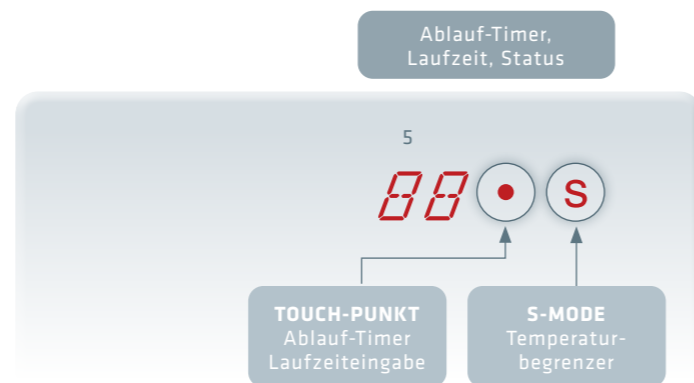 Ablauf-Timer,
Laufzeit, Status
5
88 • S
TOUCH-PUNKT
Ablauf-Timer
Laufzeiteingabe
S-MODE
Temperatur-
begrenzer